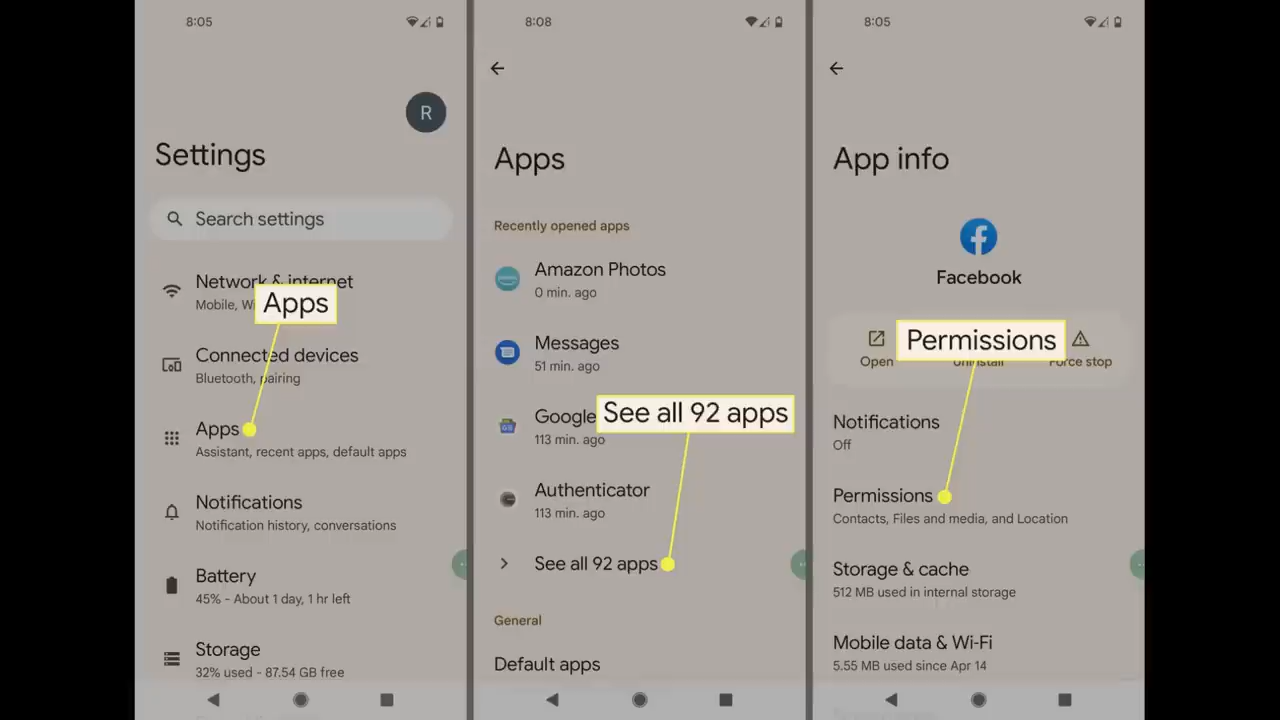 8:05
R
Settings
Search settings
Network & internet
Mobile, Wi
Apps
Connected devices
Bluetooth, pairing
Apps
Assistant, recent apps, default apps
Notifications
Notification history, conversations
Battery
45% - About 1 day, 1 hr left
Storage
32% used - 87.54 GB free
8:08
Apps
Recently opened apps
Amazon Photos
0 min. ago
Messages
51 min. ago
Google
See all 92 apps
113 min. ago
Authenticator
113 min. ago
See all 92 apps
General
Default apps
8:05
App info
Facebook
Permissions
Open
Uninstall
Force stop
Notifications
Off
Permissions
Contacts, Files and media, and Location
Storage & cache
512 MB used in internal storage
Mobile data & Wi-Fi
5.55 MB used since Apr 14